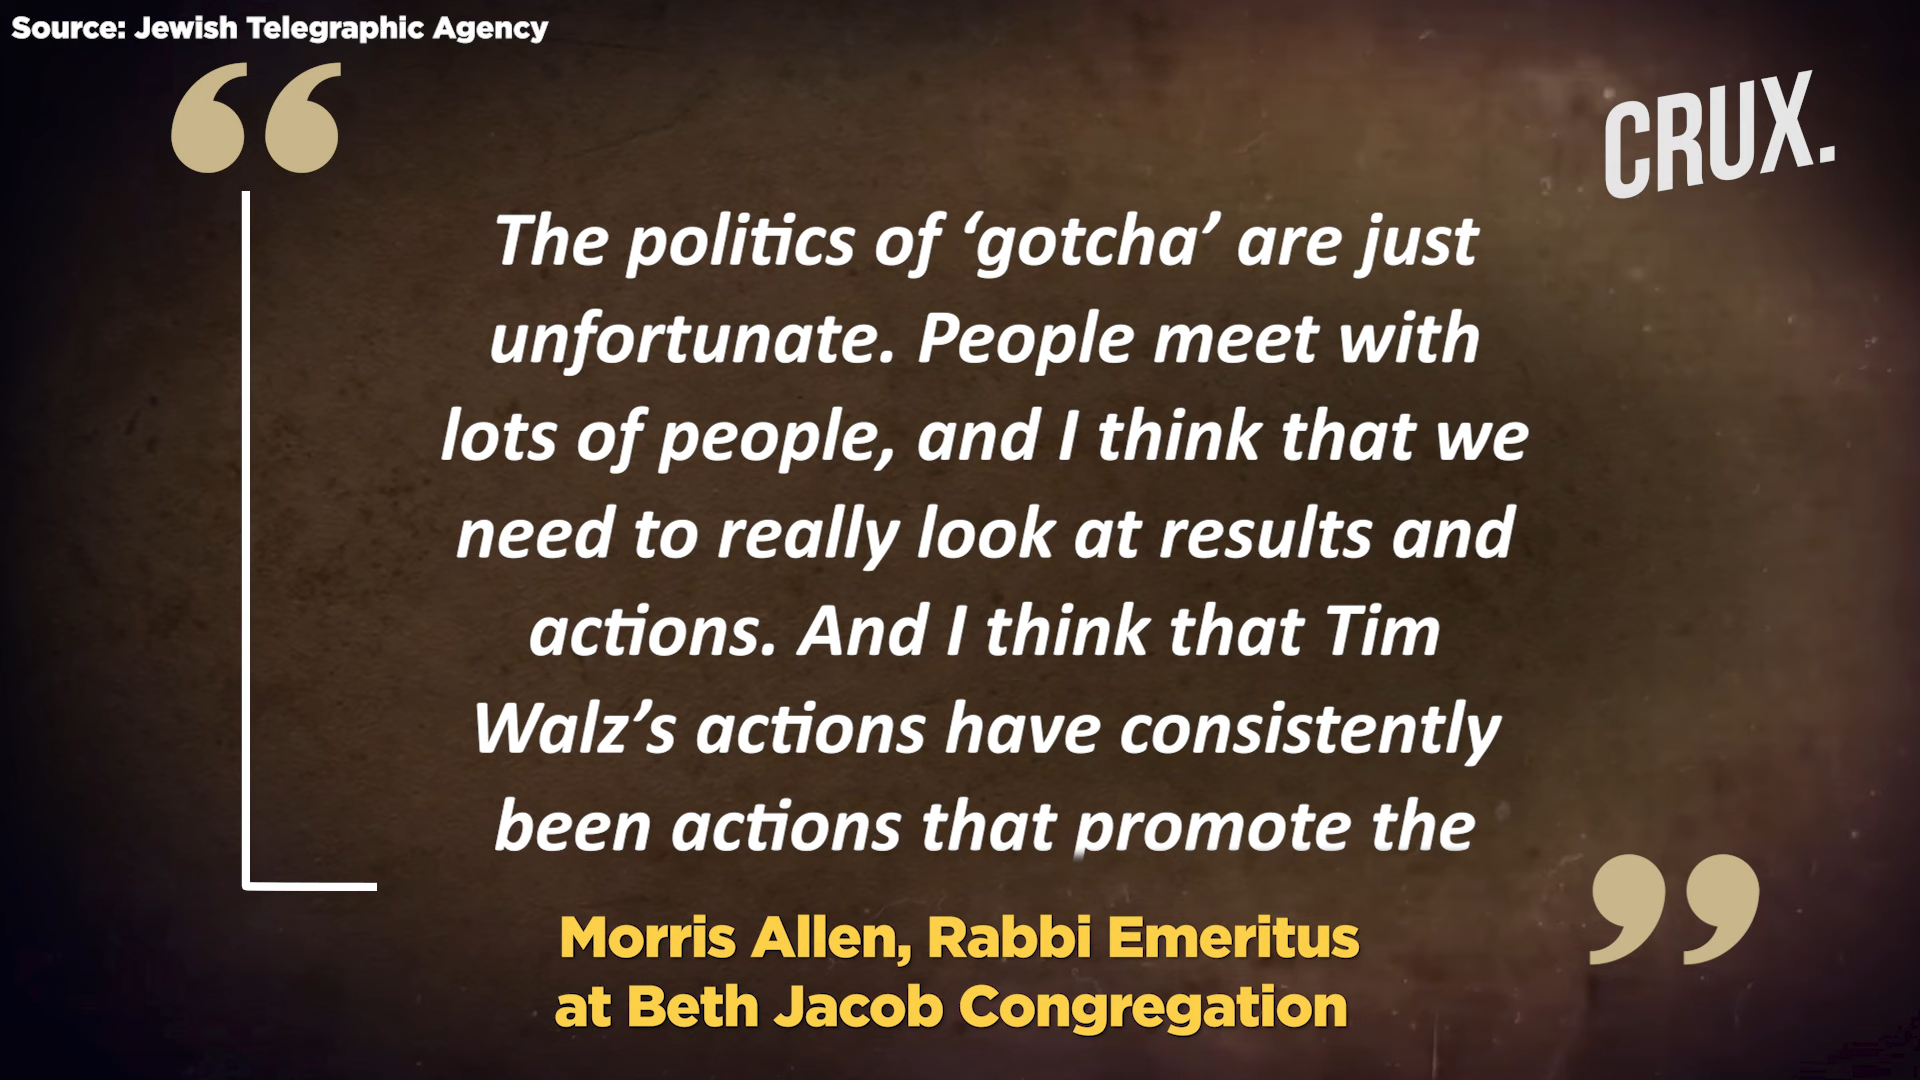 Source: Jewish Telegraphic Agency
CRUX.
“
The politics of ‘gotcha’ are just
unfortunate. People meet with
lots of people, and I think that we
need to really look at results and
actions. And I think that Tim
Walz’s actions have consistently
been actions that promote the
”
Morris Allen, Rabbi Emeritus
at Beth Jacob Congregation